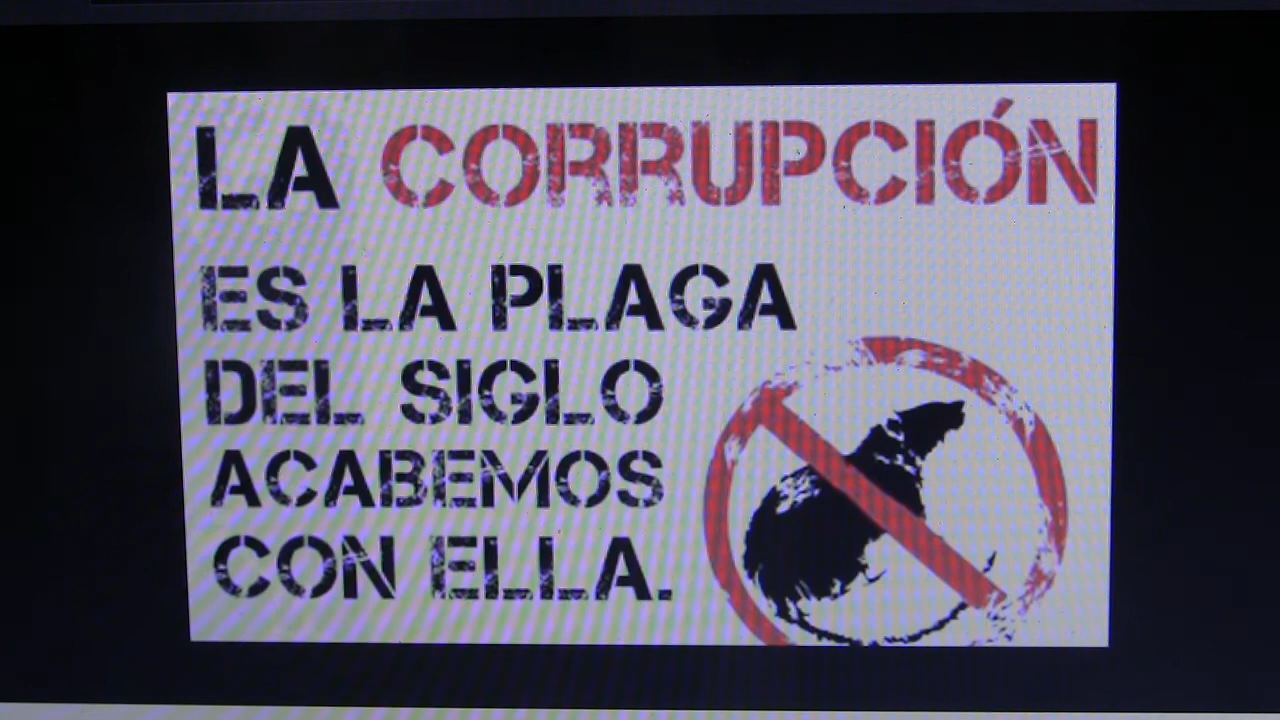 LA CORRUPCIÓN
ES LA PLAGA
DEL SIGLO
ACABEMOS
CON ELLA.